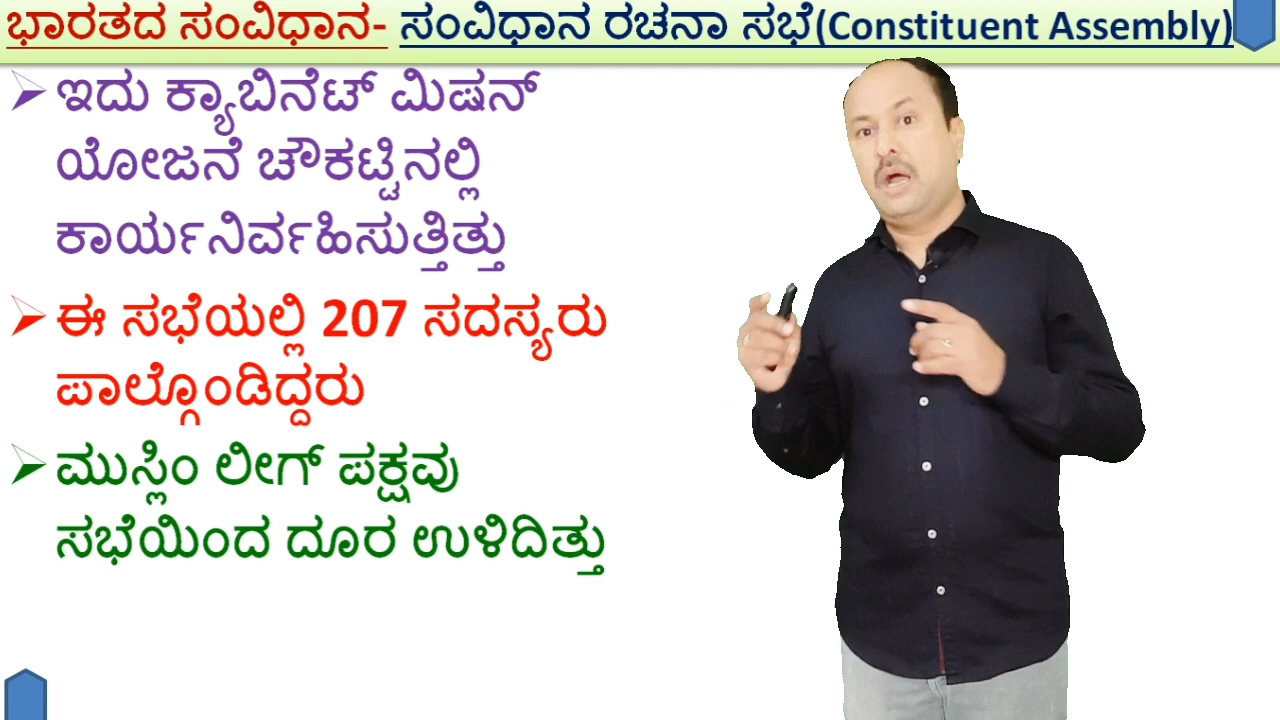 ಭಾರತದ ಸಂವಿಧಾನ- ಸಂವಿಧಾನ ರಚನಾ ಸಭೆ(Constituent Assembly)
ಇದು ಕ್ಯಾಬಿನೆಟ್ ಮಿಷನ್
ಯೋಜನೆ ಚೌಕಟ್ಟಿನಲ್ಲಿ
ಕಾರ್ಯನಿರ್ವಹಿಸುತ್ತಿತ್ತು
ಈ ಸಭೆಯಲ್ಲಿ 207 ಸದಸ್ಯರು
ಪಾಲ್ಗೊಂಡಿದ್ದರು
ಮುಸ್ಲಿಂ ಲೀಗ್ ಪಕ್ಷವು
ಸಭೆಯಿಂದ ದೂರ ಉಳಿದಿತ್ತು